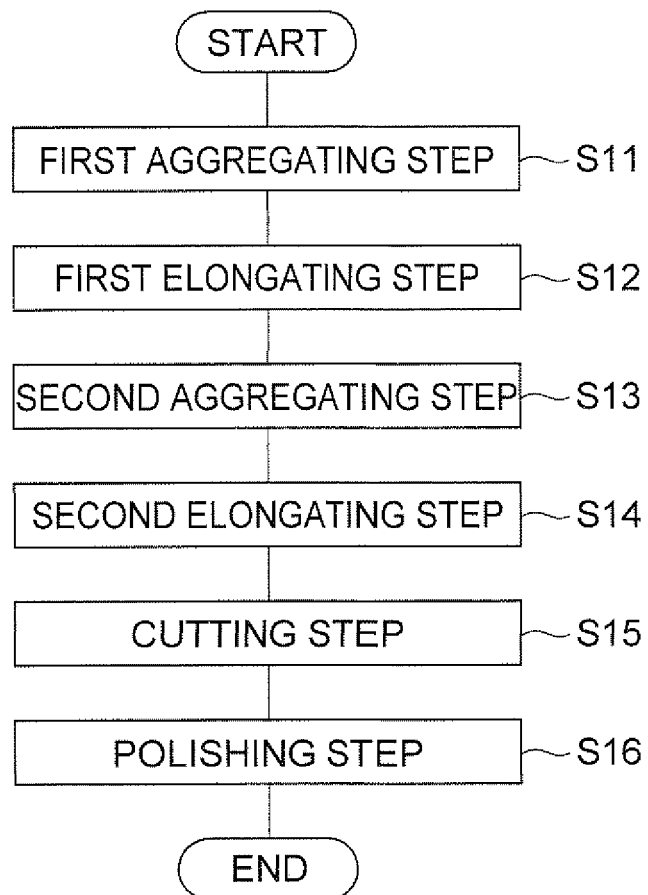 START
FIRST AGGREGATING STEP S11
FIRST ELONGATING STEP S12
SECOND AGGREGATING STEP S13
SECOND ELONGATING STEP S14
CUTTING STEP S15
POLISHING STEP S16
END